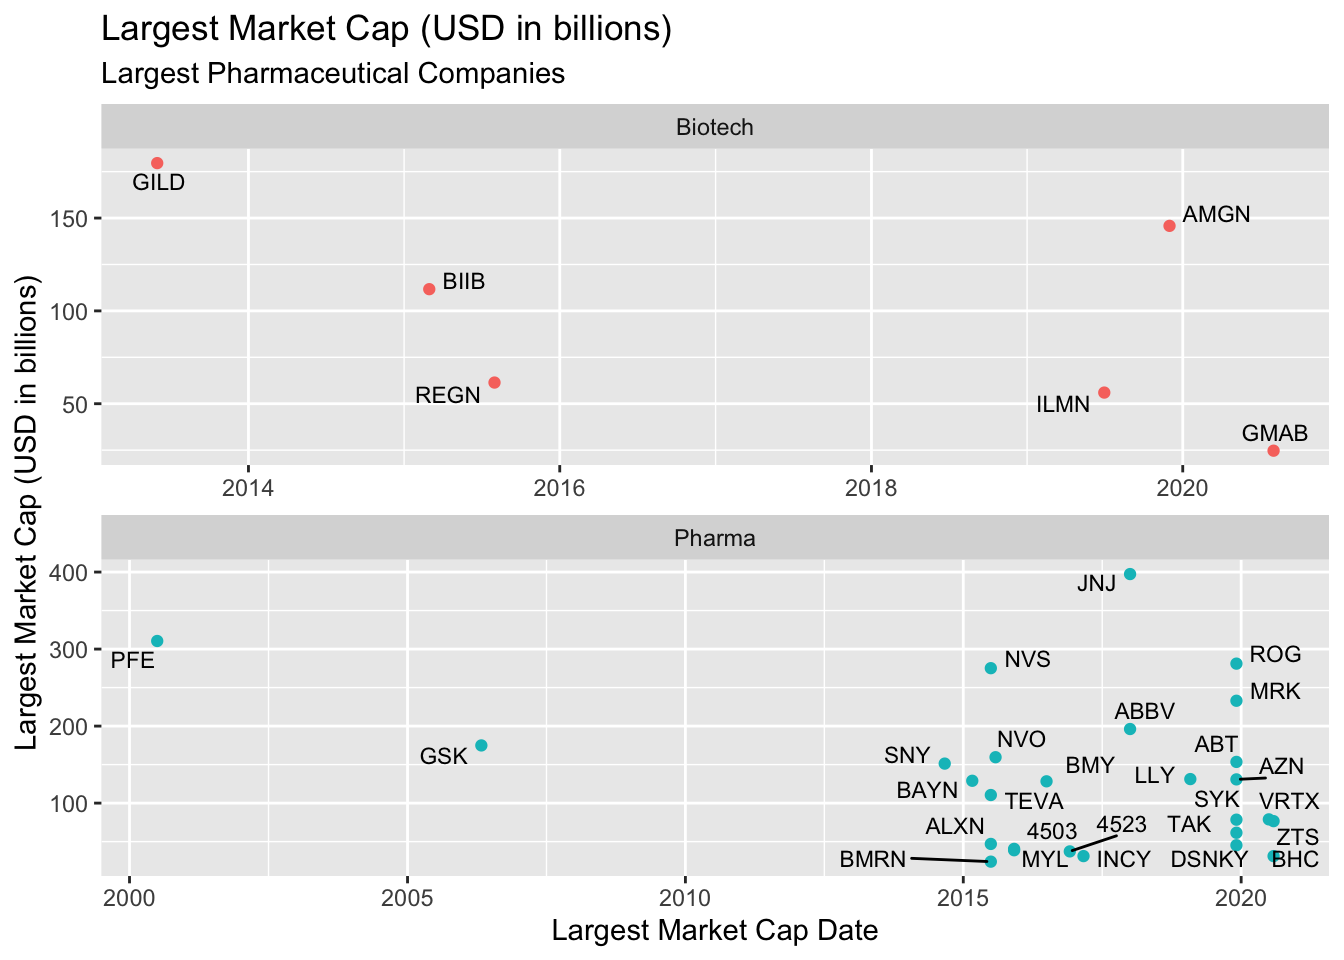 Largest Market Cap (USD in billions)
Largest Pharmaceutical Companies
Largest Market Cap (USD in billions)
Biotech
GILD
150
AMGN
BIIB
100
REGN
50
ILMN
GMAB
2014 2016 2018 2020
Pharma
400
JNJ
300
PFE
NVS
ROG
MRK
200
ABBV
GSK
SNY
NVO
ABT
BMY
AZN
LLY
BAYN
100
TEVA
SYK
VRTX
ALXN
4503
4523
TAK
ZTS
BMRN
MYL
INCY
DSNKY
BHC
2000 2005 2010 2015 2020
Largest Market Cap Date